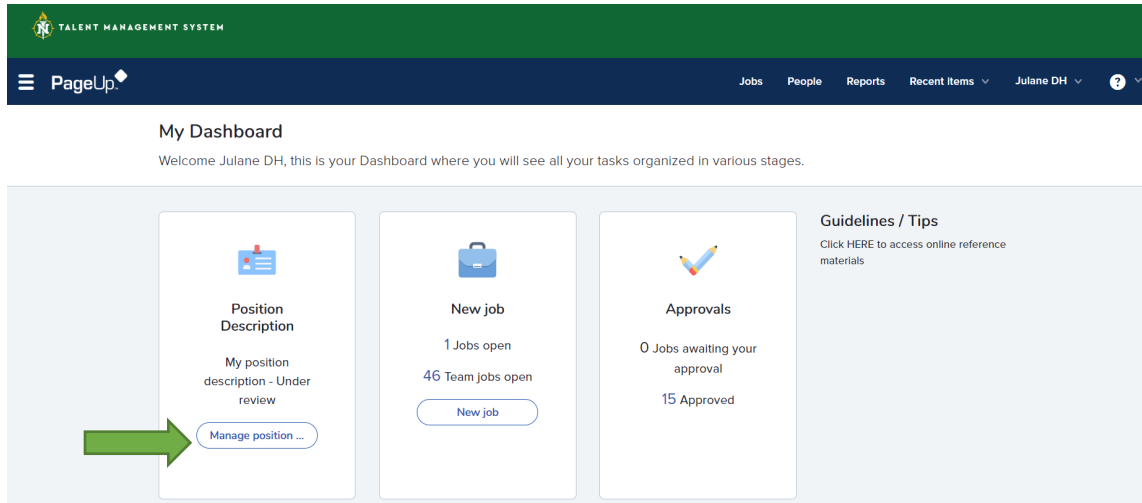 TALENT MANAGEMENT SYSTEM
PageUp
Jobs People Reports Recent Items Julane DH ?
My Dashboard
Welcome Julane DH, this is your Dashboard where you will see all your tasks organized in various stages.
Position
Description
My position
description - Under
review
Manage position ...
New job
1 Jobs open
46 Team jobs open
New job
Approvals
0 Jobs awaiting your
approval
15 Approved
Guidelines / Tips
Click HERE to access online reference
materials